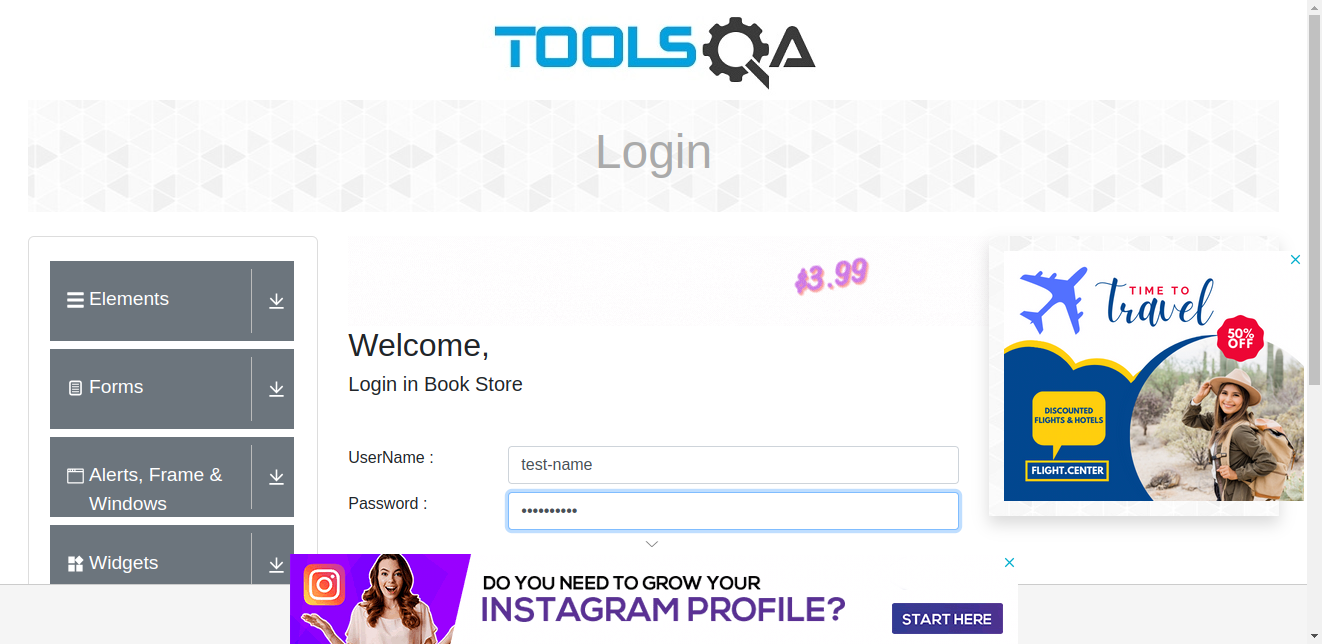 TOOLSQA
Login
Elements
Forms
Alerts, Frame &
Windows
Widgets
$3.99
Welcome,
Login in Book Store
UserName :
test-name
Password :
••••••••••
TIME TO
travel
50%
OFF
DISCOUNTED
FLIGHTS & HOTELS
FLIGHT.CENTER
DO YOU NEED TO GROW YOUR
INSTAGRAM PROFILE?
START HERE